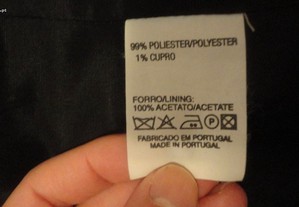 99% POLIESTER/POLYESTER
1% CUPRO
FORRO/LINING:
100% ACETATO/ACETATE
FABRICADO EM PORTUGAL
MADE IN PORTUGAL